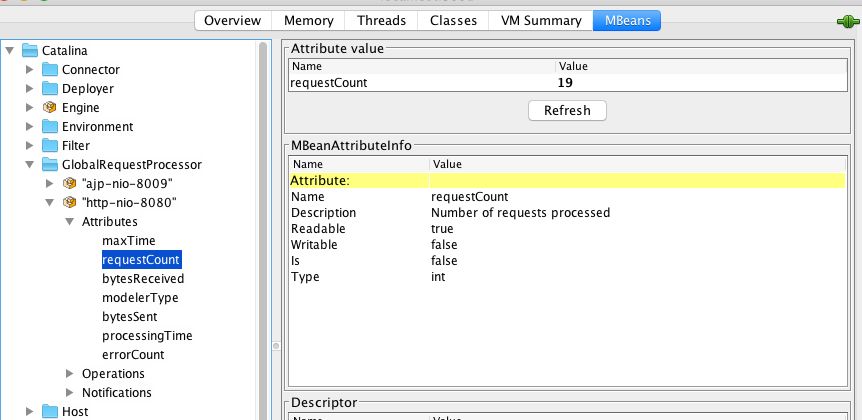 Overview Memory Threads Classes VM Summary MBeans
Catalina
Connector
Deployer
Engine
Environment
Filter
GlobalRequestProcessor
"ajp-nio-8009"
"http-nio-8080"
Attributes
maxTime
requestCount
bytesReceived
modelerType
bytesSent
processingTime
errorCount
Operations
Notifications
Host
Attribute value
Name Value
requestCount 19
Refresh
MBeanAttributeInfo
Name Value
Attribute:
Name requestCount
Description Number of requests processed
Readable true
Writable false
Is false
Type int
Descriptor
Name Value